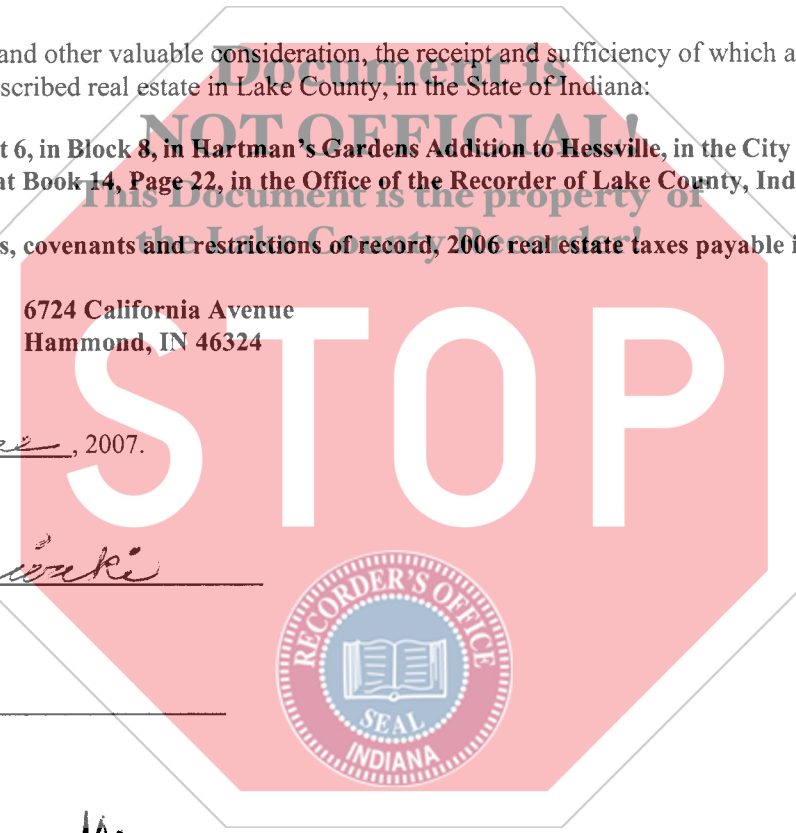 and other valuable consideration, the receipt and sufficiency of which a
Document is
scribed real estate in Lake County, in the State of Indiana:
NOT OFFICIAL!
t 6, in Block 8, in Hartman's Gardens Addition to Hessville, in the City
at Book 14, Page 22, in the Office of the Recorder of Lake County, Ind
This Document is the property of
the Lake County Recorder!
s, covenants and restrictions of record, 2006 real estate taxes payable i
6724 California Avenue
Hammond, IN 46324
STOP
, 2007.
RECORDER'S OFFICE
SEAL
INDIANA